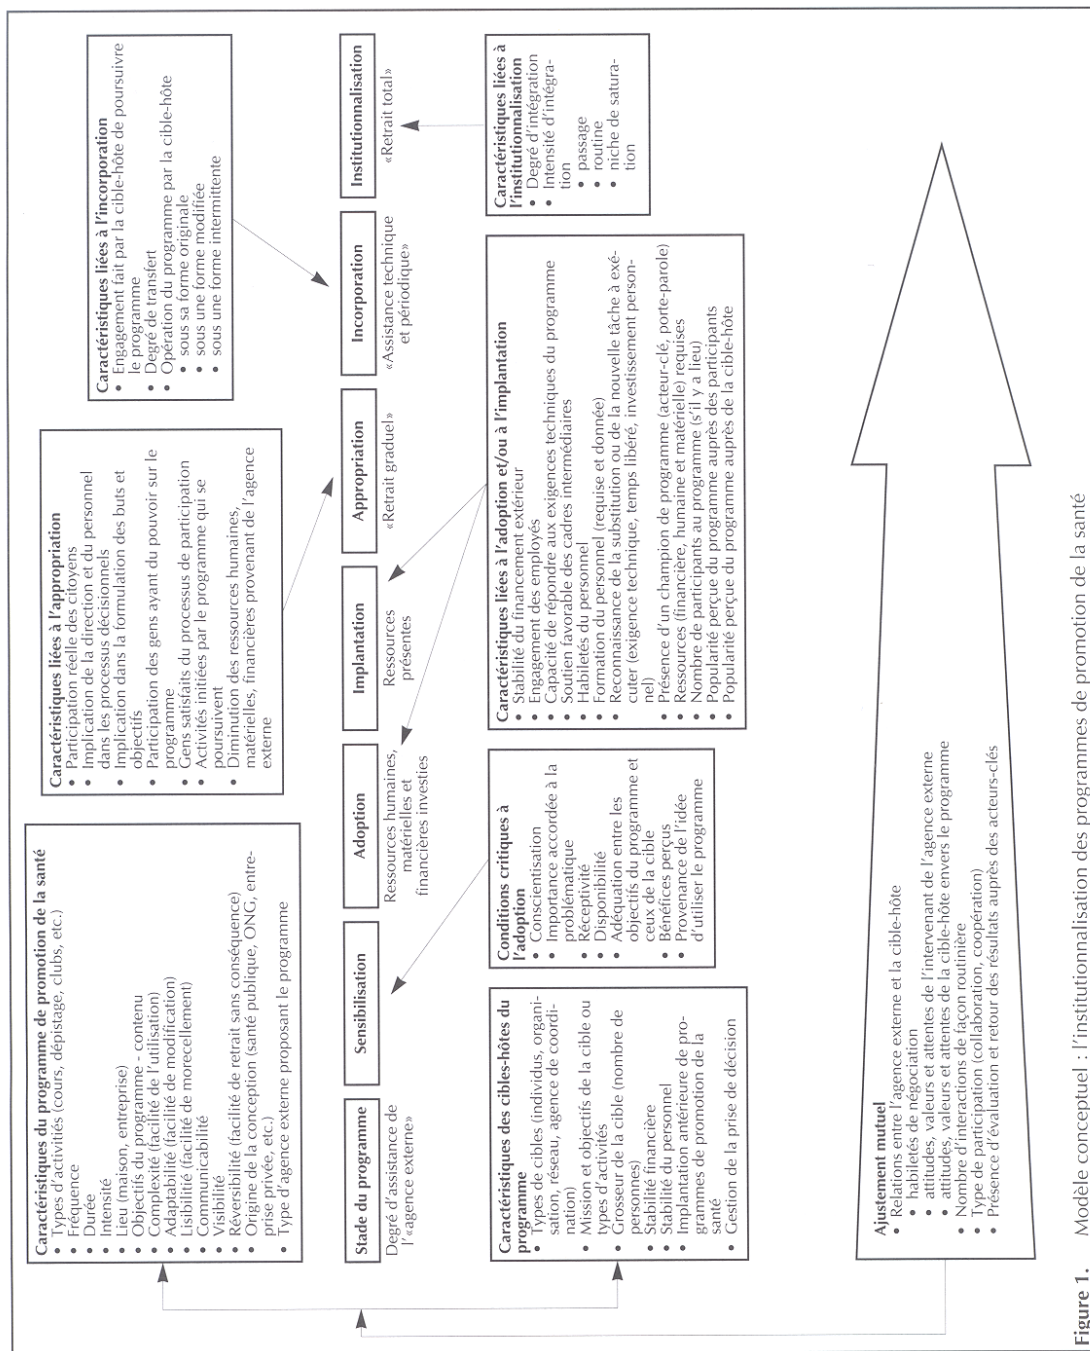 Caractéristiques du programme de promotion de la santé
• Types d'activitiés (cours, dépistage, clubs, etc.)
• Fréquence
• Durée
• Intensité
• Lieu (maison, entreprise)
• Objectifs du programme - contenu
• Complexité (facilité de l'utilisation)
• Adaptabilité (facilité de modification)
• Lisibilité (facilité de morecellement)
• Communicabilité
• Visibilité
• Réversibilité (facilité de retrait sans conséquence)
• Origine de la conception (santé publique, ONG, entre-
prise privée, etc.)
• Type d'agence externe proposant le programme
Caractéristiques liées à l'appropriation
• Participation réelle des citoyens
• Implication de la direction et du personnel
dans les processus décisionnels
• Implication dans la formulation des buts et
objectifs
• Participation des gens ayant du pouvoir sur le
programme
• Gens satisfaits du processus de participation
• Activités initiées par le programme qui se
poursuivent
• Diminution des ressources humaines,
matérielles, financières provenant de l'agence
externe
Caractéristiques liées à l'incorporation
• Engagement fait par la cible-hôte de poursuivre
le programme
• Degré de transfert
• Opération du programme par la cible-hôte
• sous sa forme originale
• sous une forme modifiée
• sous une forme intermittente
Stade du programme
Sensibilisation
Adoption
Implantation
Appropriation
Incorporation
Institutionnalisation
Degré d'assistance de
l'«agence externe»
Ressources humaines,
matérielles et
financières investies
Ressources
présentes
«Retrait graduel»
«Assistance technique
et périodique»
«Retrait total»
Caractéristiques des cibles-hôtes du
programme
• Types de cibles (individus, organi-
sation, réseau, agence de coordi-
nation)
• Mission et objectifs de la cible ou
types d'activités
• Grosseur de la cible (nombre de
personnes)
• Stabilité financière
• Stabilité du personnel
• Implantation antérieure de pro-
grammes de promotion de la
santé
• Gestion de la prise de décision
Conditions critiques à
l'adoption
• Conscientisation
• Importance accordée à la
problématique
• Réceptivité
• Disponibilité
• Adéquation entre les
objectifs du programme et
ceux de la cible
• Bénéfices perçus
• Provenance de l'idée
d'utiliser le programme
Caractéristiques liées à l'adoption et/ou à l'implantation
• Stabilité du financement extérieur
• Engagement des employés
• Capacité de répondre aux exigences techniques du programme
• Soutien favorable des cadres intermédiaires
• Habiletés du personnel
• Formation du personnel (requise et donnée)
• Reconnaissance de la substitution ou de la nouvelle tâche à exé-
cuter (exigence technique, temps libéré, investissement person-
nel)
• Présence d'un champion de programme (acteur-clé, porte-parole)
• Ressources (financière, humaine et matérielle) requises
• Nombre de participants au programme (s'il y a lieu)
• Popularité perçue du programme auprès des participants
• Popularité perçue du programme auprès de la cible-hôte
Caractéristiques liées à
l'institutionnalisation
• Degré d'intégration
• Intensité d'intégra-
tion
• passage
• routine
• niche de satura-
tion
Ajustement mutuel
• Relations entre l'agence externe et la cible-hôte
• habiletés de négociation
• attitudes, valeurs et attentes de l'intervenant de l'agence externe
• attitudes, valeurs et attentes de la cible-hôte envers le programme
• Nombre d'interactions de façon routinière
• Type de participation (collaboration, coopération)
• Présence d'évaluation et retour des résultats auprès des acteurs-clés
Figure 1. Modèle conceptuel : l'institutionnalisation des programmes de promotion de la santé